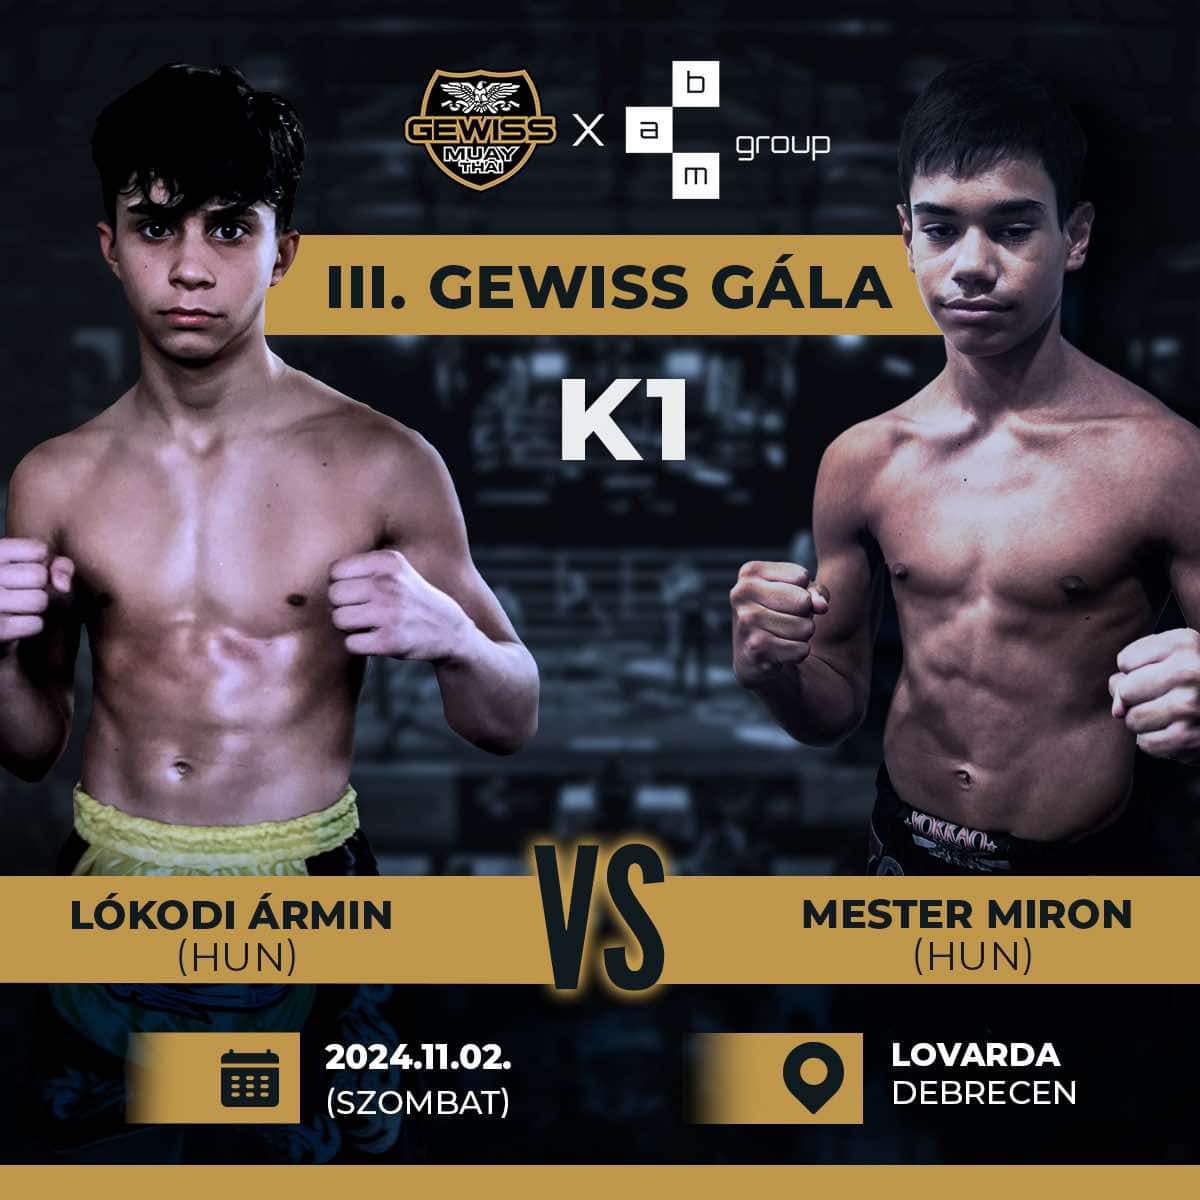 GEWISS
MUAY
THAI
X
b
a
m
group
III. GEWISS GÁLA
K1
VS
LÓKODI ÁRMIN
(HUN)
MESTER MIRON
(HUN)
2024.11.02.
(SZOMBAT)
LOVARDA
DEBRECEN